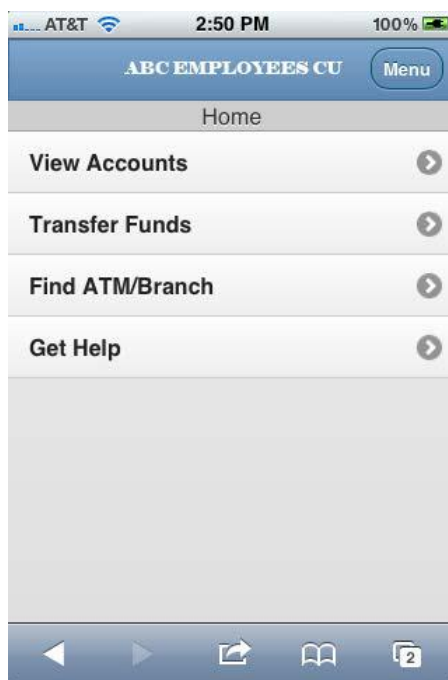 AT&T 2:50 PM 100%
ABC EMPLOYEES CU Menu
Home
View Accounts
Transfer Funds
Find ATM/Branch
Get Help
2